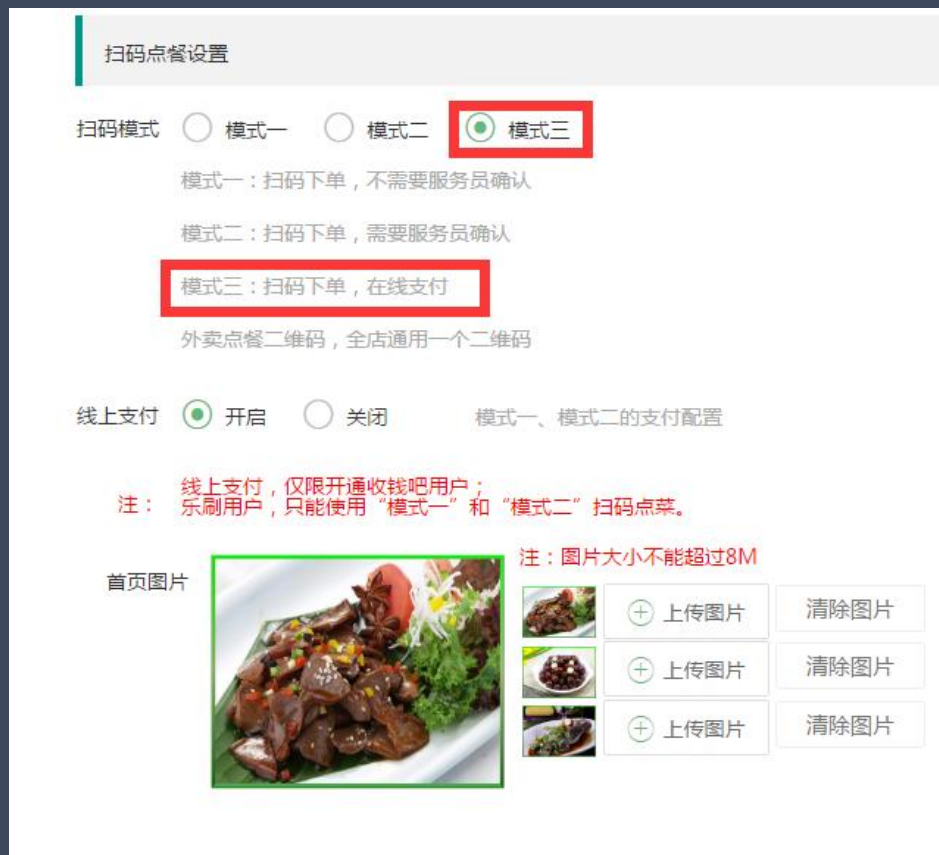 扫码点餐设置
扫码模式 模式一 模式二 模式三
模式一：扫码下单，不需要服务员确认
模式二：扫码下单，需要服务员确认
模式三：扫码下单，在线支付
外卖点餐二维码，全店通用一个二维码
线上支付 开启 关闭 模式一、模式二的支付配置
注： 线上支付，仅限开通收钱吧用户；
乐刷用户，只能使用“模式一”和“模式二”扫码点菜。
注：图片大小不能超过8M
首页图片
上传图片 清除图片
上传图片 清除图片
上传图片 清除图片